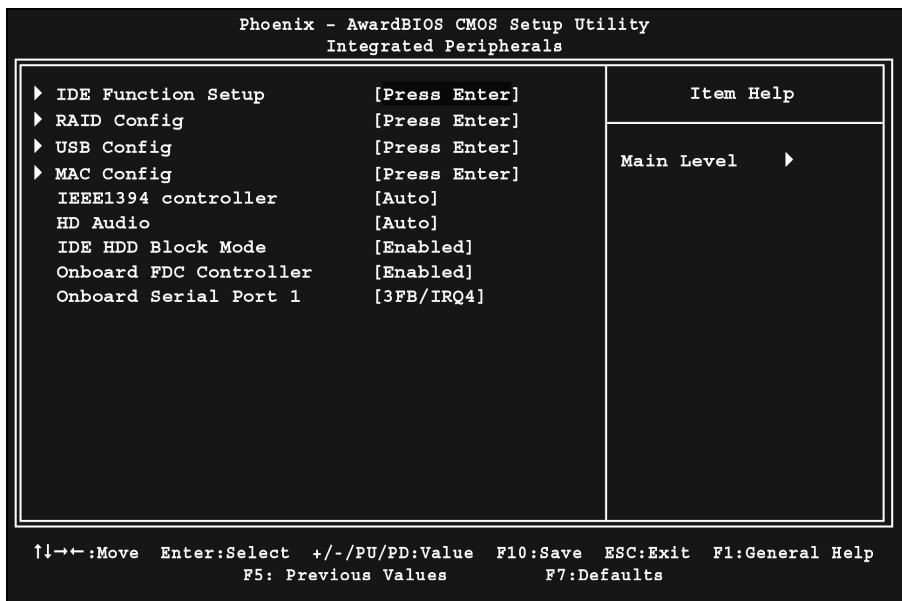 Phoenix - AwardBIOS CMOS Setup Utility
Integrated Peripherals
IDE Function Setup [Press Enter]
RAID Config [Press Enter]
USB Config [Press Enter]
MAC Config [Press Enter]
IEEE1394 controller [Auto]
HD Audio [Auto]
IDE HDD Block Mode [Enabled]
Onboard FDC Controller [Enabled]
Onboard Serial Port 1 [3FB/IRQ4]
Item Help
Main Level
↑↓→←:Move Enter:Select +/-/PU/PD:Value F10:Save ESC:Exit F1:General Help
F5: Previous Values F7:Defaults